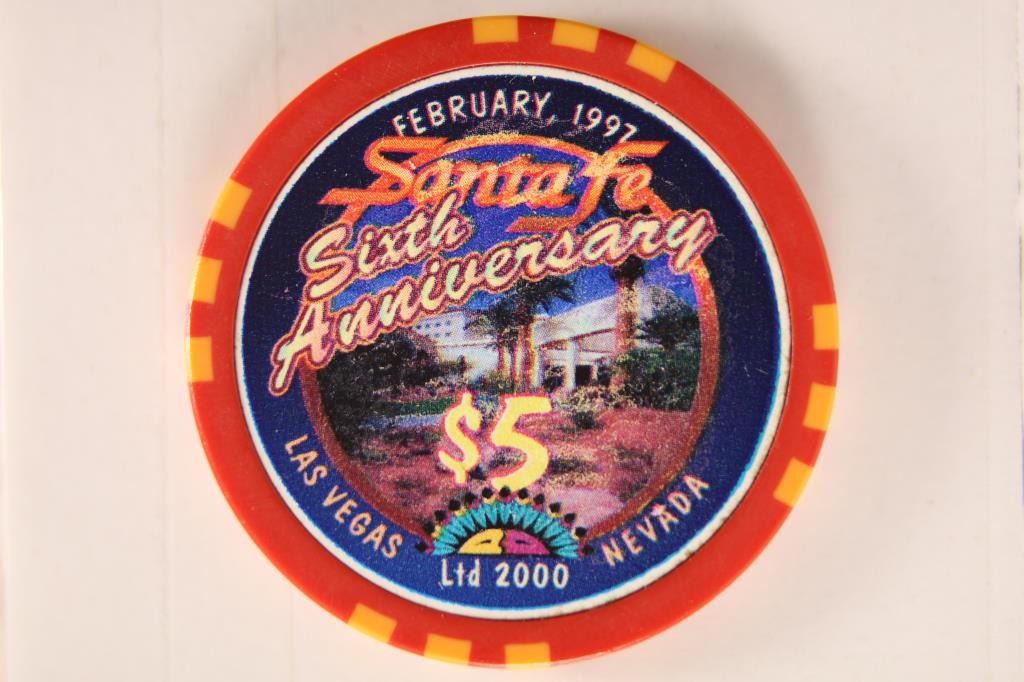 FEBRUARY, 1997
Santa Fe
Sixth
Anniversary
$5
LAS VEGAS
NEVADA
Ltd 2000